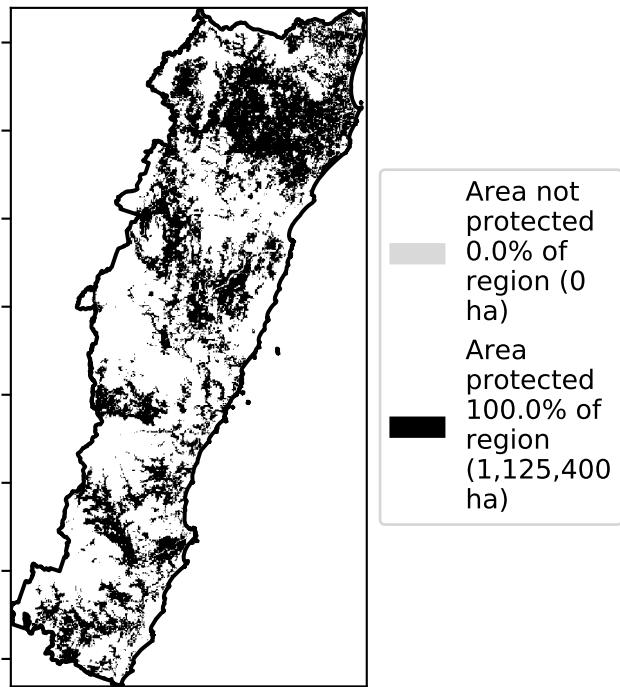 Area not
protected
0.0% of
region (0
ha)
Area
protected
100.0% of
region
(1,125,400
ha)